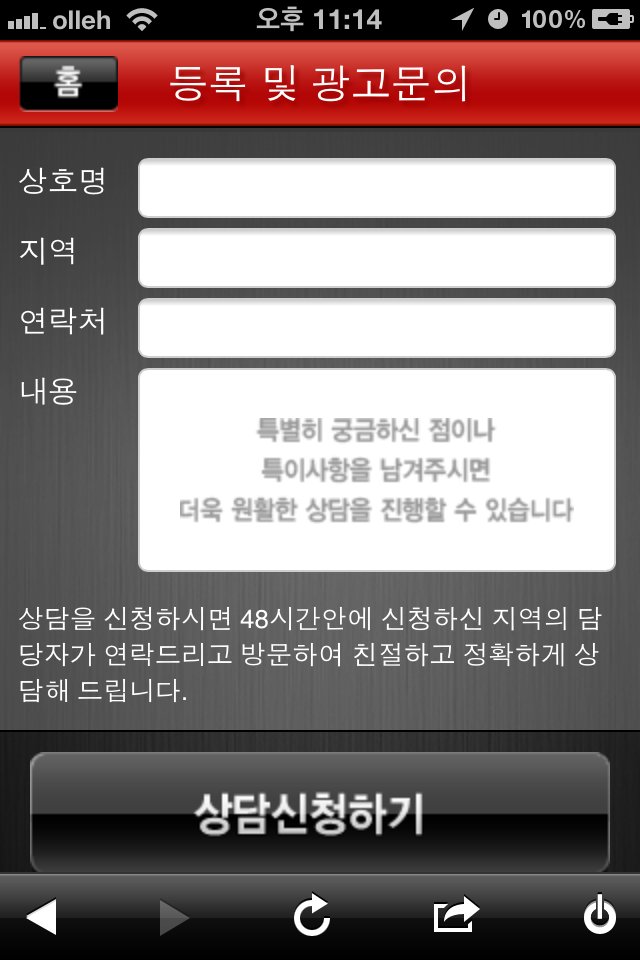 olleh 오후 11:14 100%
홈 등록 및 광고문의
상호명
지역
연락처
내용
특별히 궁금하신 점이나
특이사항을 남겨주시면
더욱 원활한 상담을 진행할 수 있습니다
상담을 신청하시면 48시간안에 신청하신 지역의 담
당자가 연락드리고 방문하여 친절하고 정확하게 상
담해 드립니다.
상담신청하기